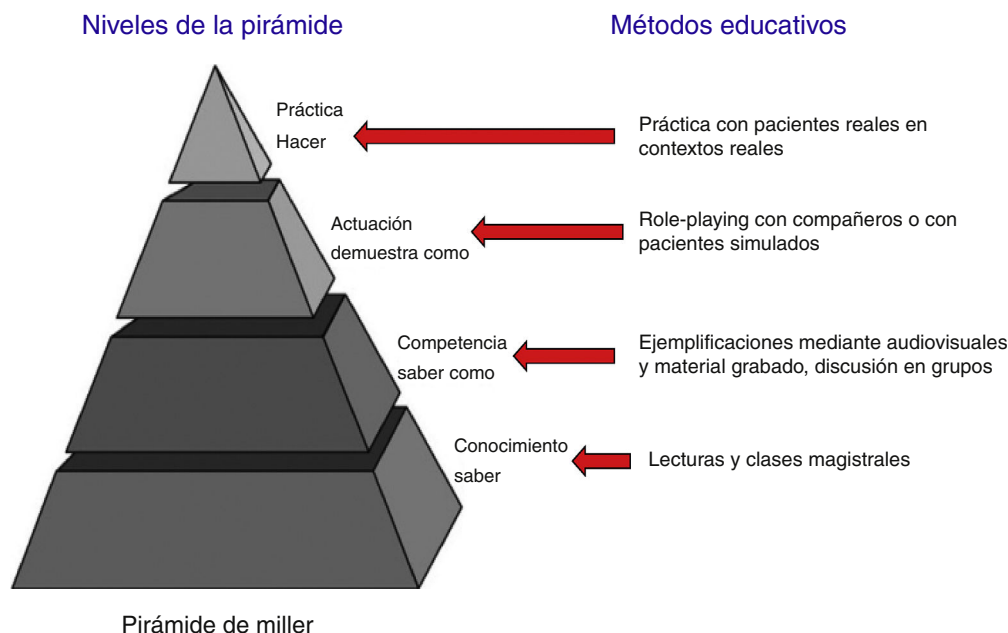 Niveles de la pirámide
Métodos educativos
Práctica
Hacer
Práctica con pacientes reales en
contextos reales
Actuación
demuestra como
Role-playing con compañeros o con
pacientes simulados
Competencia
saber como
Ejemplificaciones mediante audiovisuales
y material grabado, discusión en grupos
Conocimiento
saber
Lecturas y clases magistrales
Pirámide de miller